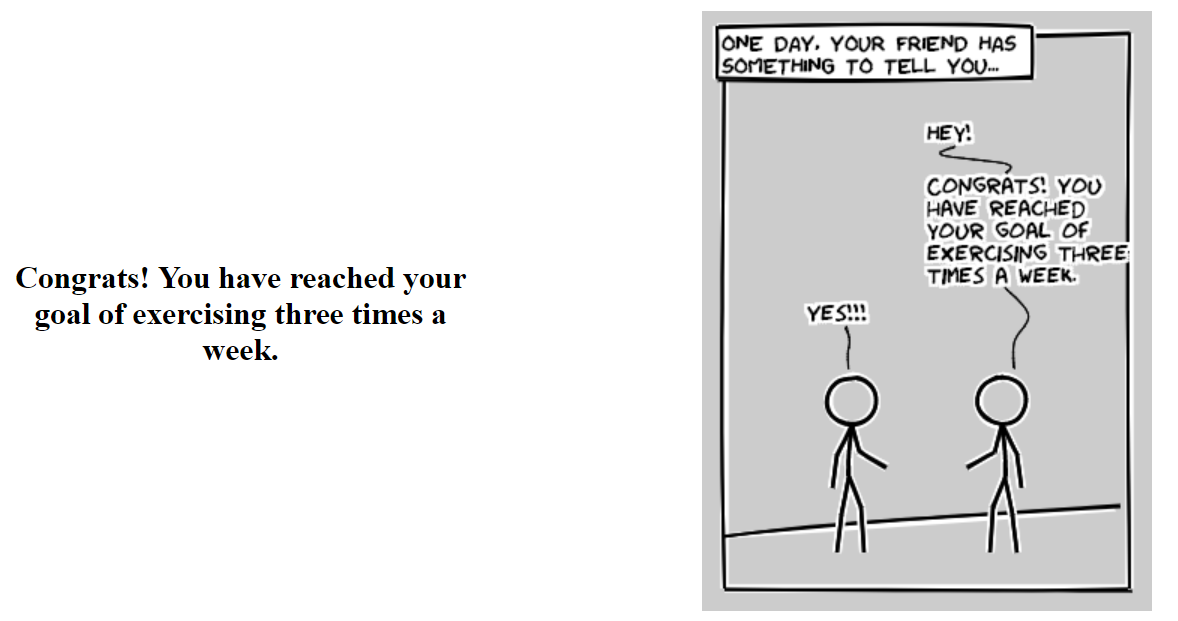 Congrats! You have reached your
goal of exercising three times a
week.
ONE DAY, YOUR FRIEND HAS
SOMETHING TO TELL YOU...
HEY!
CONGRATS! YOU
HAVE REACHED
YOUR GOAL OF
EXERCISING THREE
TIMES A WEEK.
YES!!!